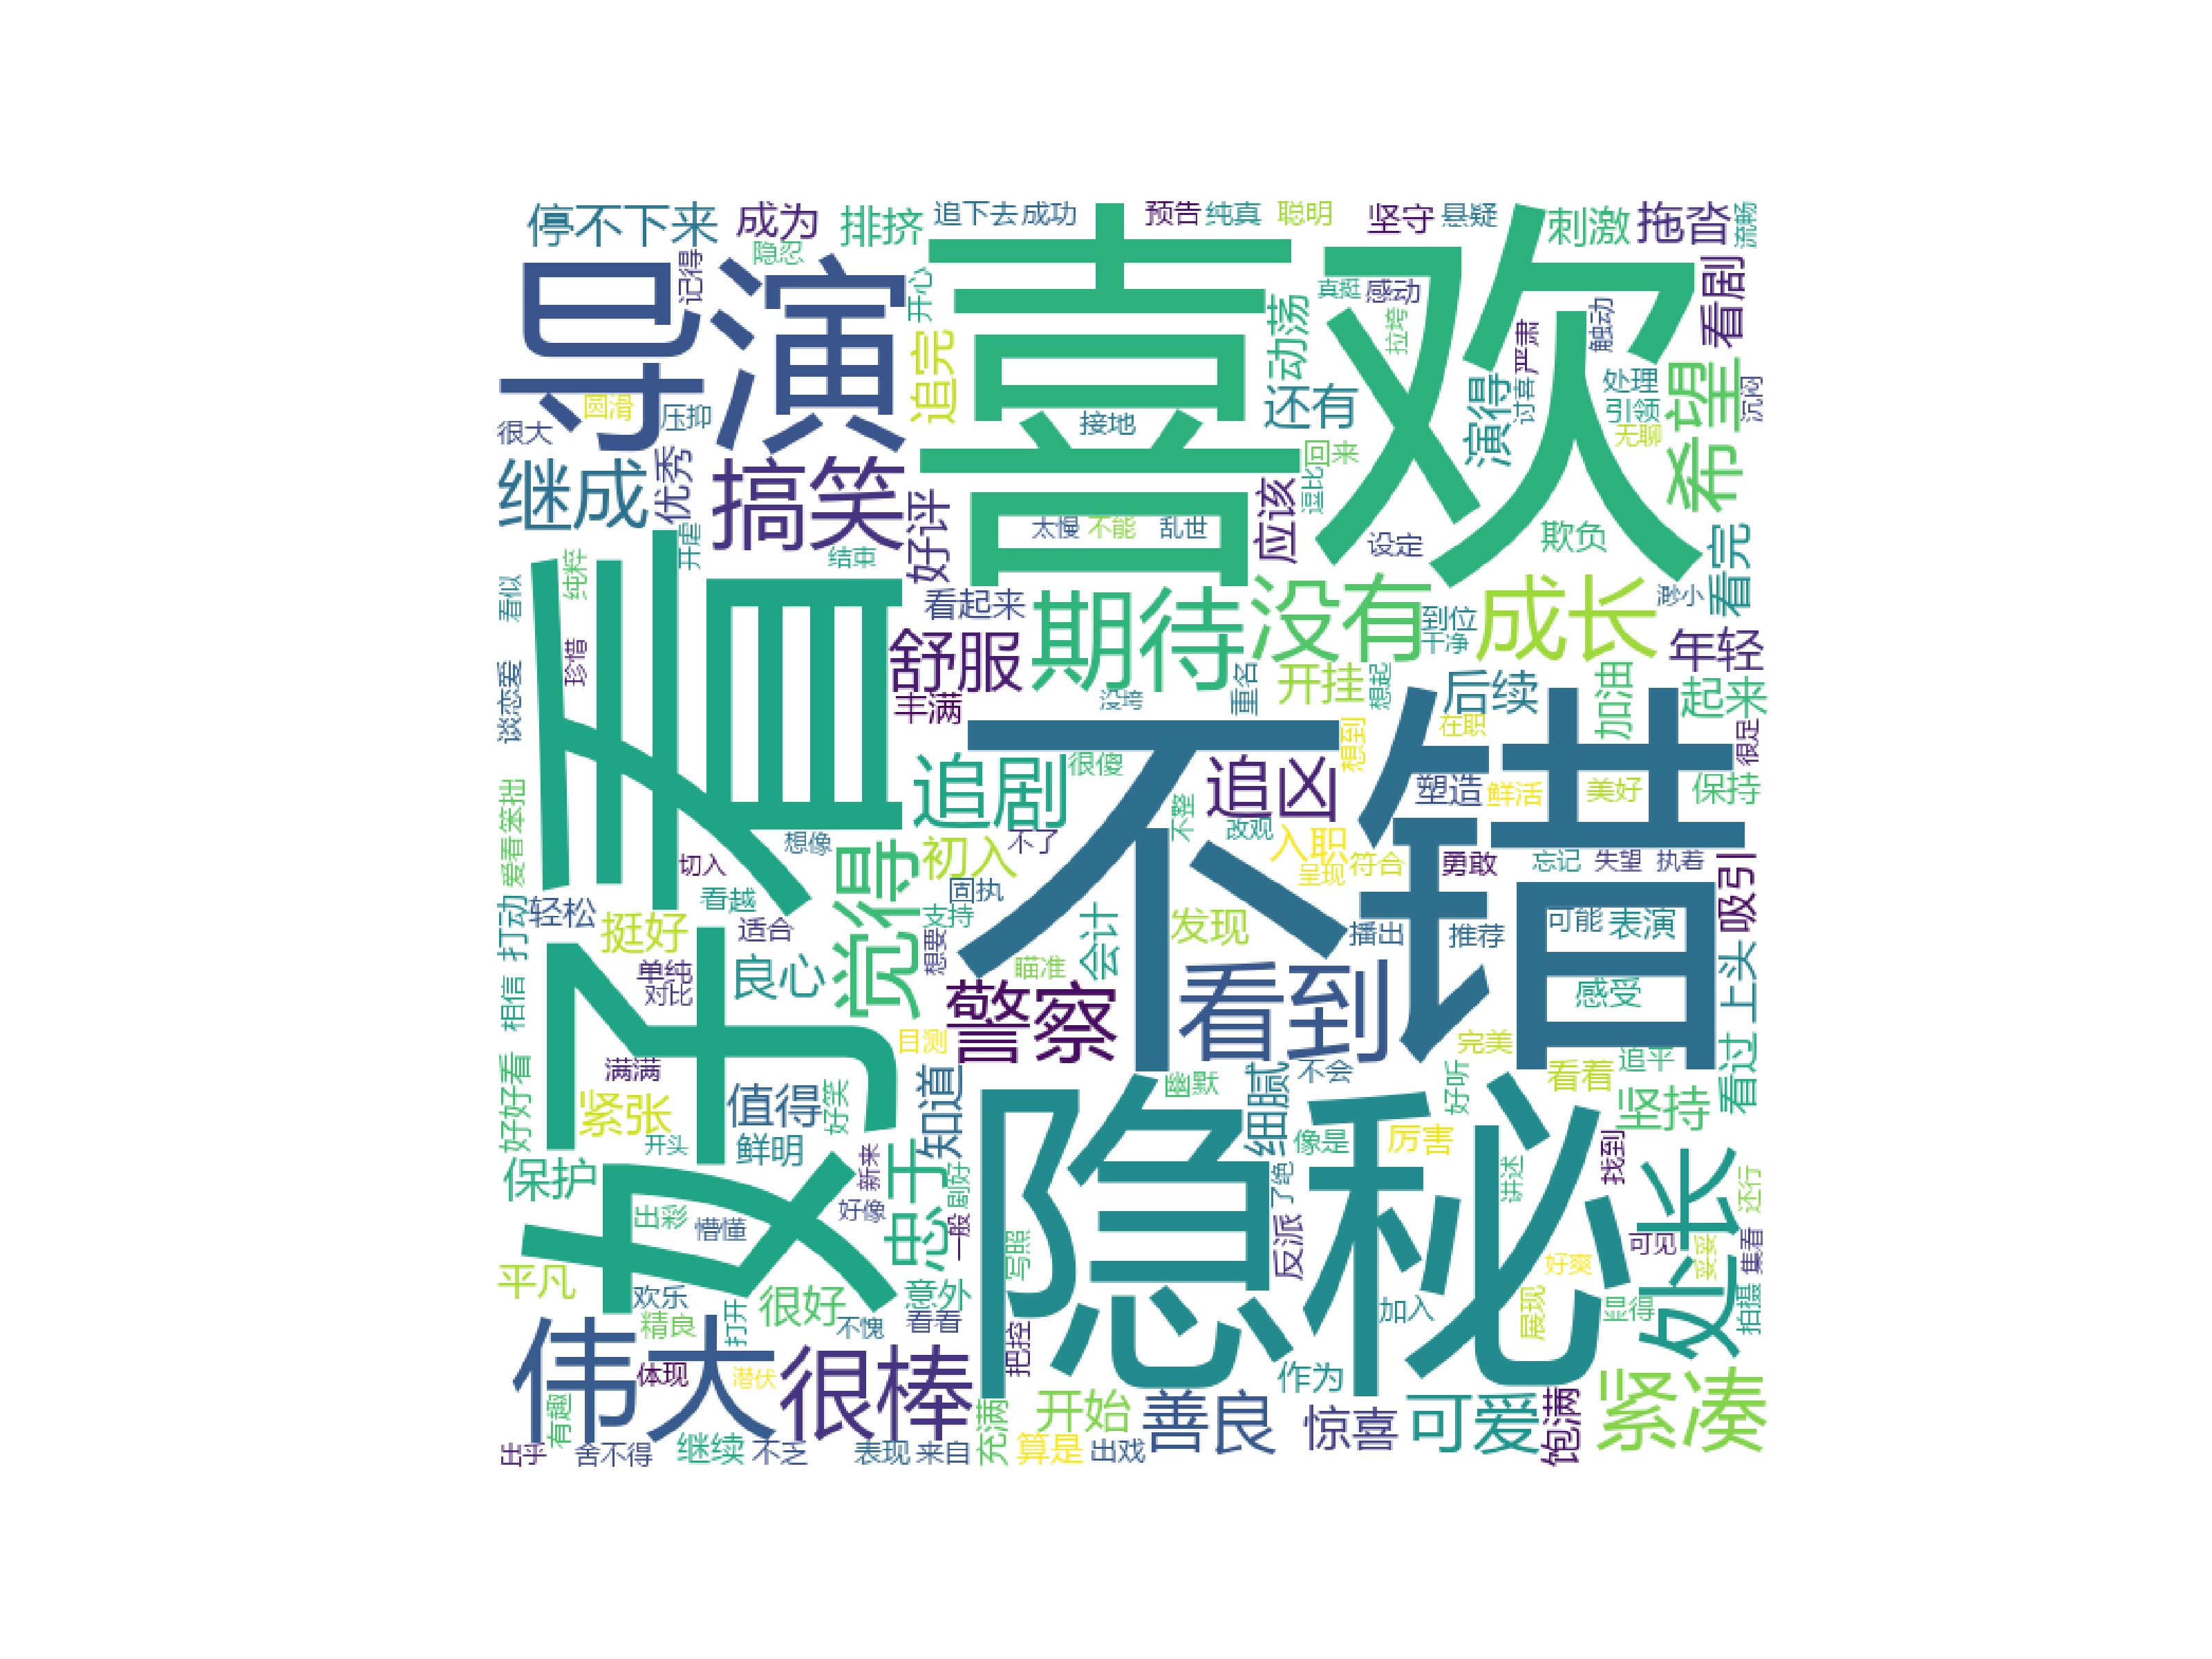 停不下来
成为
排挤
追下去
成功
预告
纯真
聪明
坚守
悬疑
刺激
拖沓
流畅
导演
隐忍
记得
开心
喜欢
真挺
感动
动荡
拉垮
严肃
触动
看剧
追完
还有
演得
讨喜
处理
引领
无聊
沉闷
希望
圆滑
压抑
很大
接地
回来
逗比
继成
优秀
搞笑
好评
应该
太慢
不能
乱世
设定
欺负
看完
开虐
结束
纯粹
看似
好看
看起来
期待
没有
到位
干净
成长
渺小
年轻
珍惜
谈恋爱
舒服
丰满
没垮
重名
开挂
想起
后续
加油
起来
不错
想到
在职
很足
追剧
很傻
追凶
塑造
鲜活
美好
保持
爱看
笨拙
想像
不整
改观
入职
初入
不了
切入
觉得
呈现
符合
勇敢
忘记
失望
执着
吸引
看越
固执
轻松
打动
挺好
适合
支持
想要
会计
发现
播出
推荐
可能
表演
上头
单纯
对比
良心
瞄准
相信
警察
看到
感受
目测
完美
看过
满满
好好看
紧张
值得
好笑
知道
隐秘
幽默
细腻
不会
好听
看着
追平
坚持
开头
鲜明
像是
厉害
保护
新来
忠于
剧好
了绝
讲述
找到
处长
还行
出彩
懵懂
好像
一般
写照
反派
可见
集看
平凡
欢乐
很好
意外
好爽
妥妥
精良
打开
不愧
看看
加入
展现
显得
拍摄
伟大
体现
潜伏
很棒
把控
作为
有趣
充满
开始
善良
惊喜
可爱
饱满
紧凑
出乎
舍不得
继续
不乏
表现
来自
算是
出戏